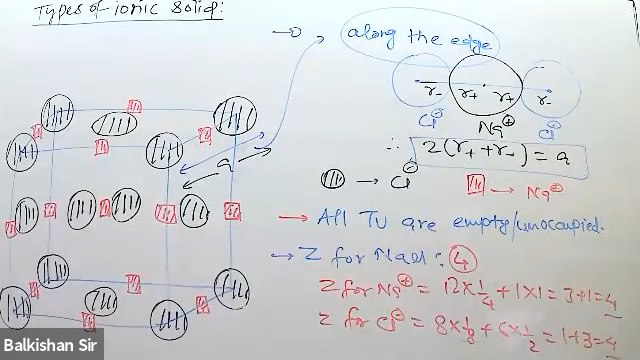 Types of ionic Solid:
along the edge
r- r+ r+ r-
Cl⊖ Na⊕ Cl⊖
∴ 2(r+ + r-) = a
a
→ Cl⊖ → Na⊕
→ All TV are empty/unoccupied.
→ Z for NaCl: 4
Z for Na⊕ = 12×1/4 + 1×1 = 3+1=4
Z for Cl⊖ = 8×1/8 + 6×1/2 = 1+3=4
Balkishan Sir